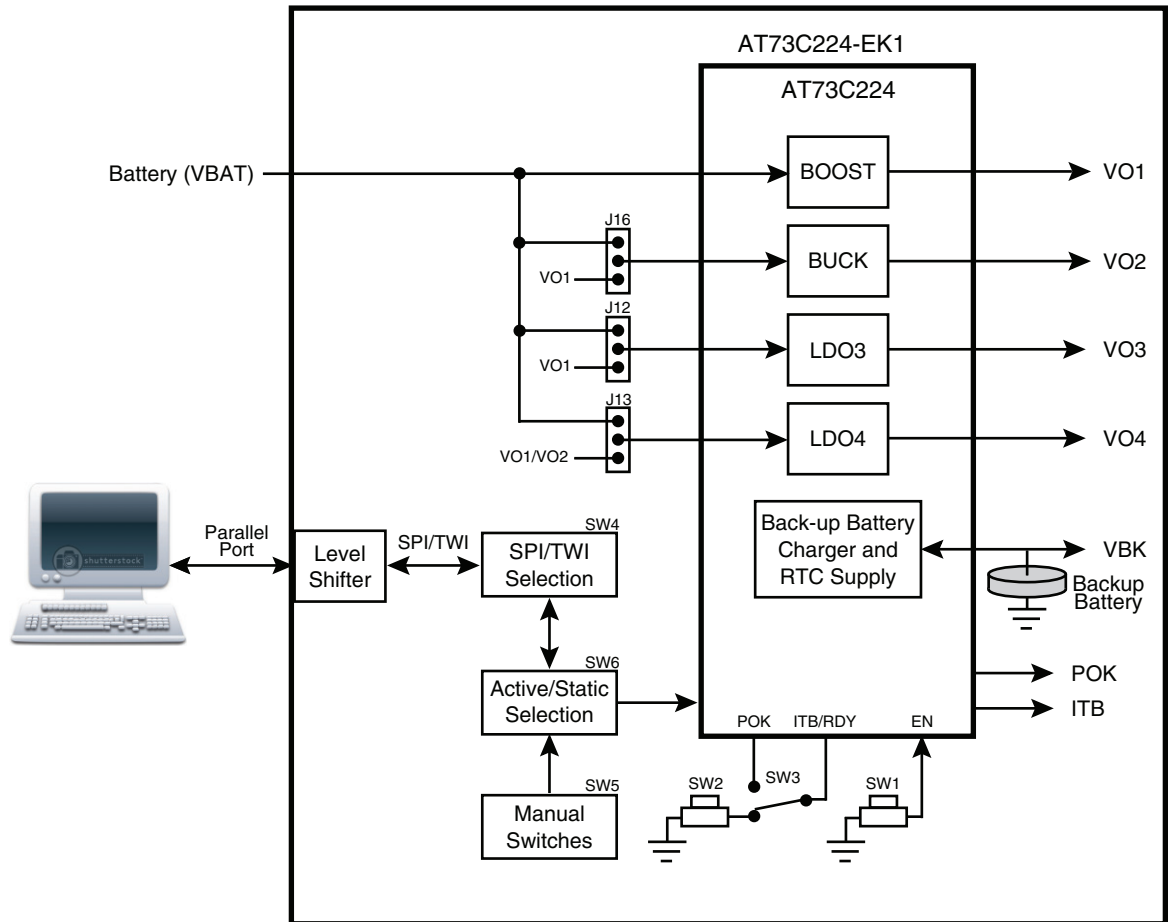 AT73C224-EK1
AT73C224
Battery (VBAT)
BOOST
VO1
J16
VO1
BUCK
VO2
J12
VO1
LDO3
VO3
J13
VO1/VO2
LDO4
VO4
Parallel
Port
shutterstock
Level
Shifter
SPI/TWI
SW4
SPI/TWI
Selection
Back-up Battery
Charger and
RTC Supply
VBK
Backup
Battery
SW6
Active/Static
Selection
POK
ITB
POK
ITB/RDY
EN
SW5
Manual
Switches
SW2
SW3
SW1